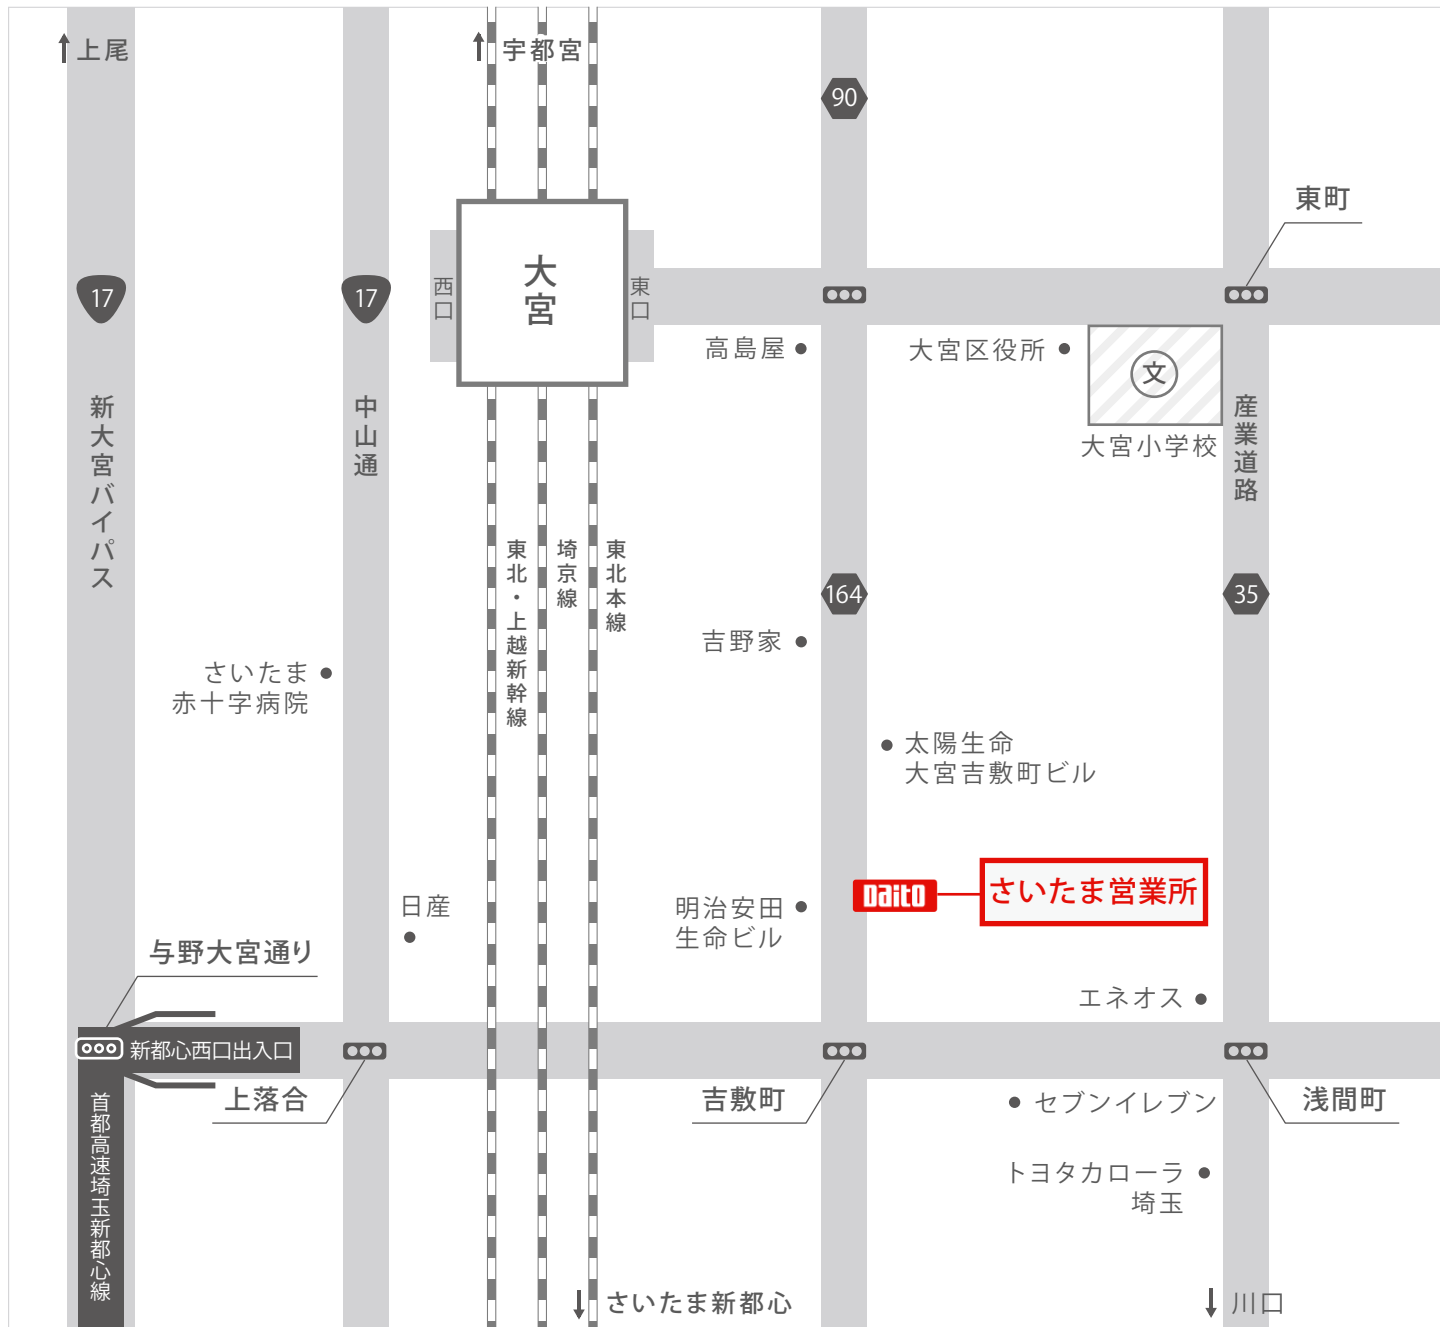 上尾
宇都宮
90
東町
17
17
西口
大宮
東口
高島屋
大宮区役所
文
大宮小学校
新大宮バイパス
中山通
産業道路
東北・上越新幹線
埼京線
東北本線
164
35
吉野家
さいたま
赤十字病院
太陽生命
大宮吉敷町ビル
Daito
さいたま営業所
日産
明治安田
生命ビル
与野大宮通り
エネオス
新都心西口出入口
上落合
吉敷町
セブンイレブン
浅間町
首都高速埼玉新都心線
トヨタカローラ
埼玉
さいたま新都心
川口